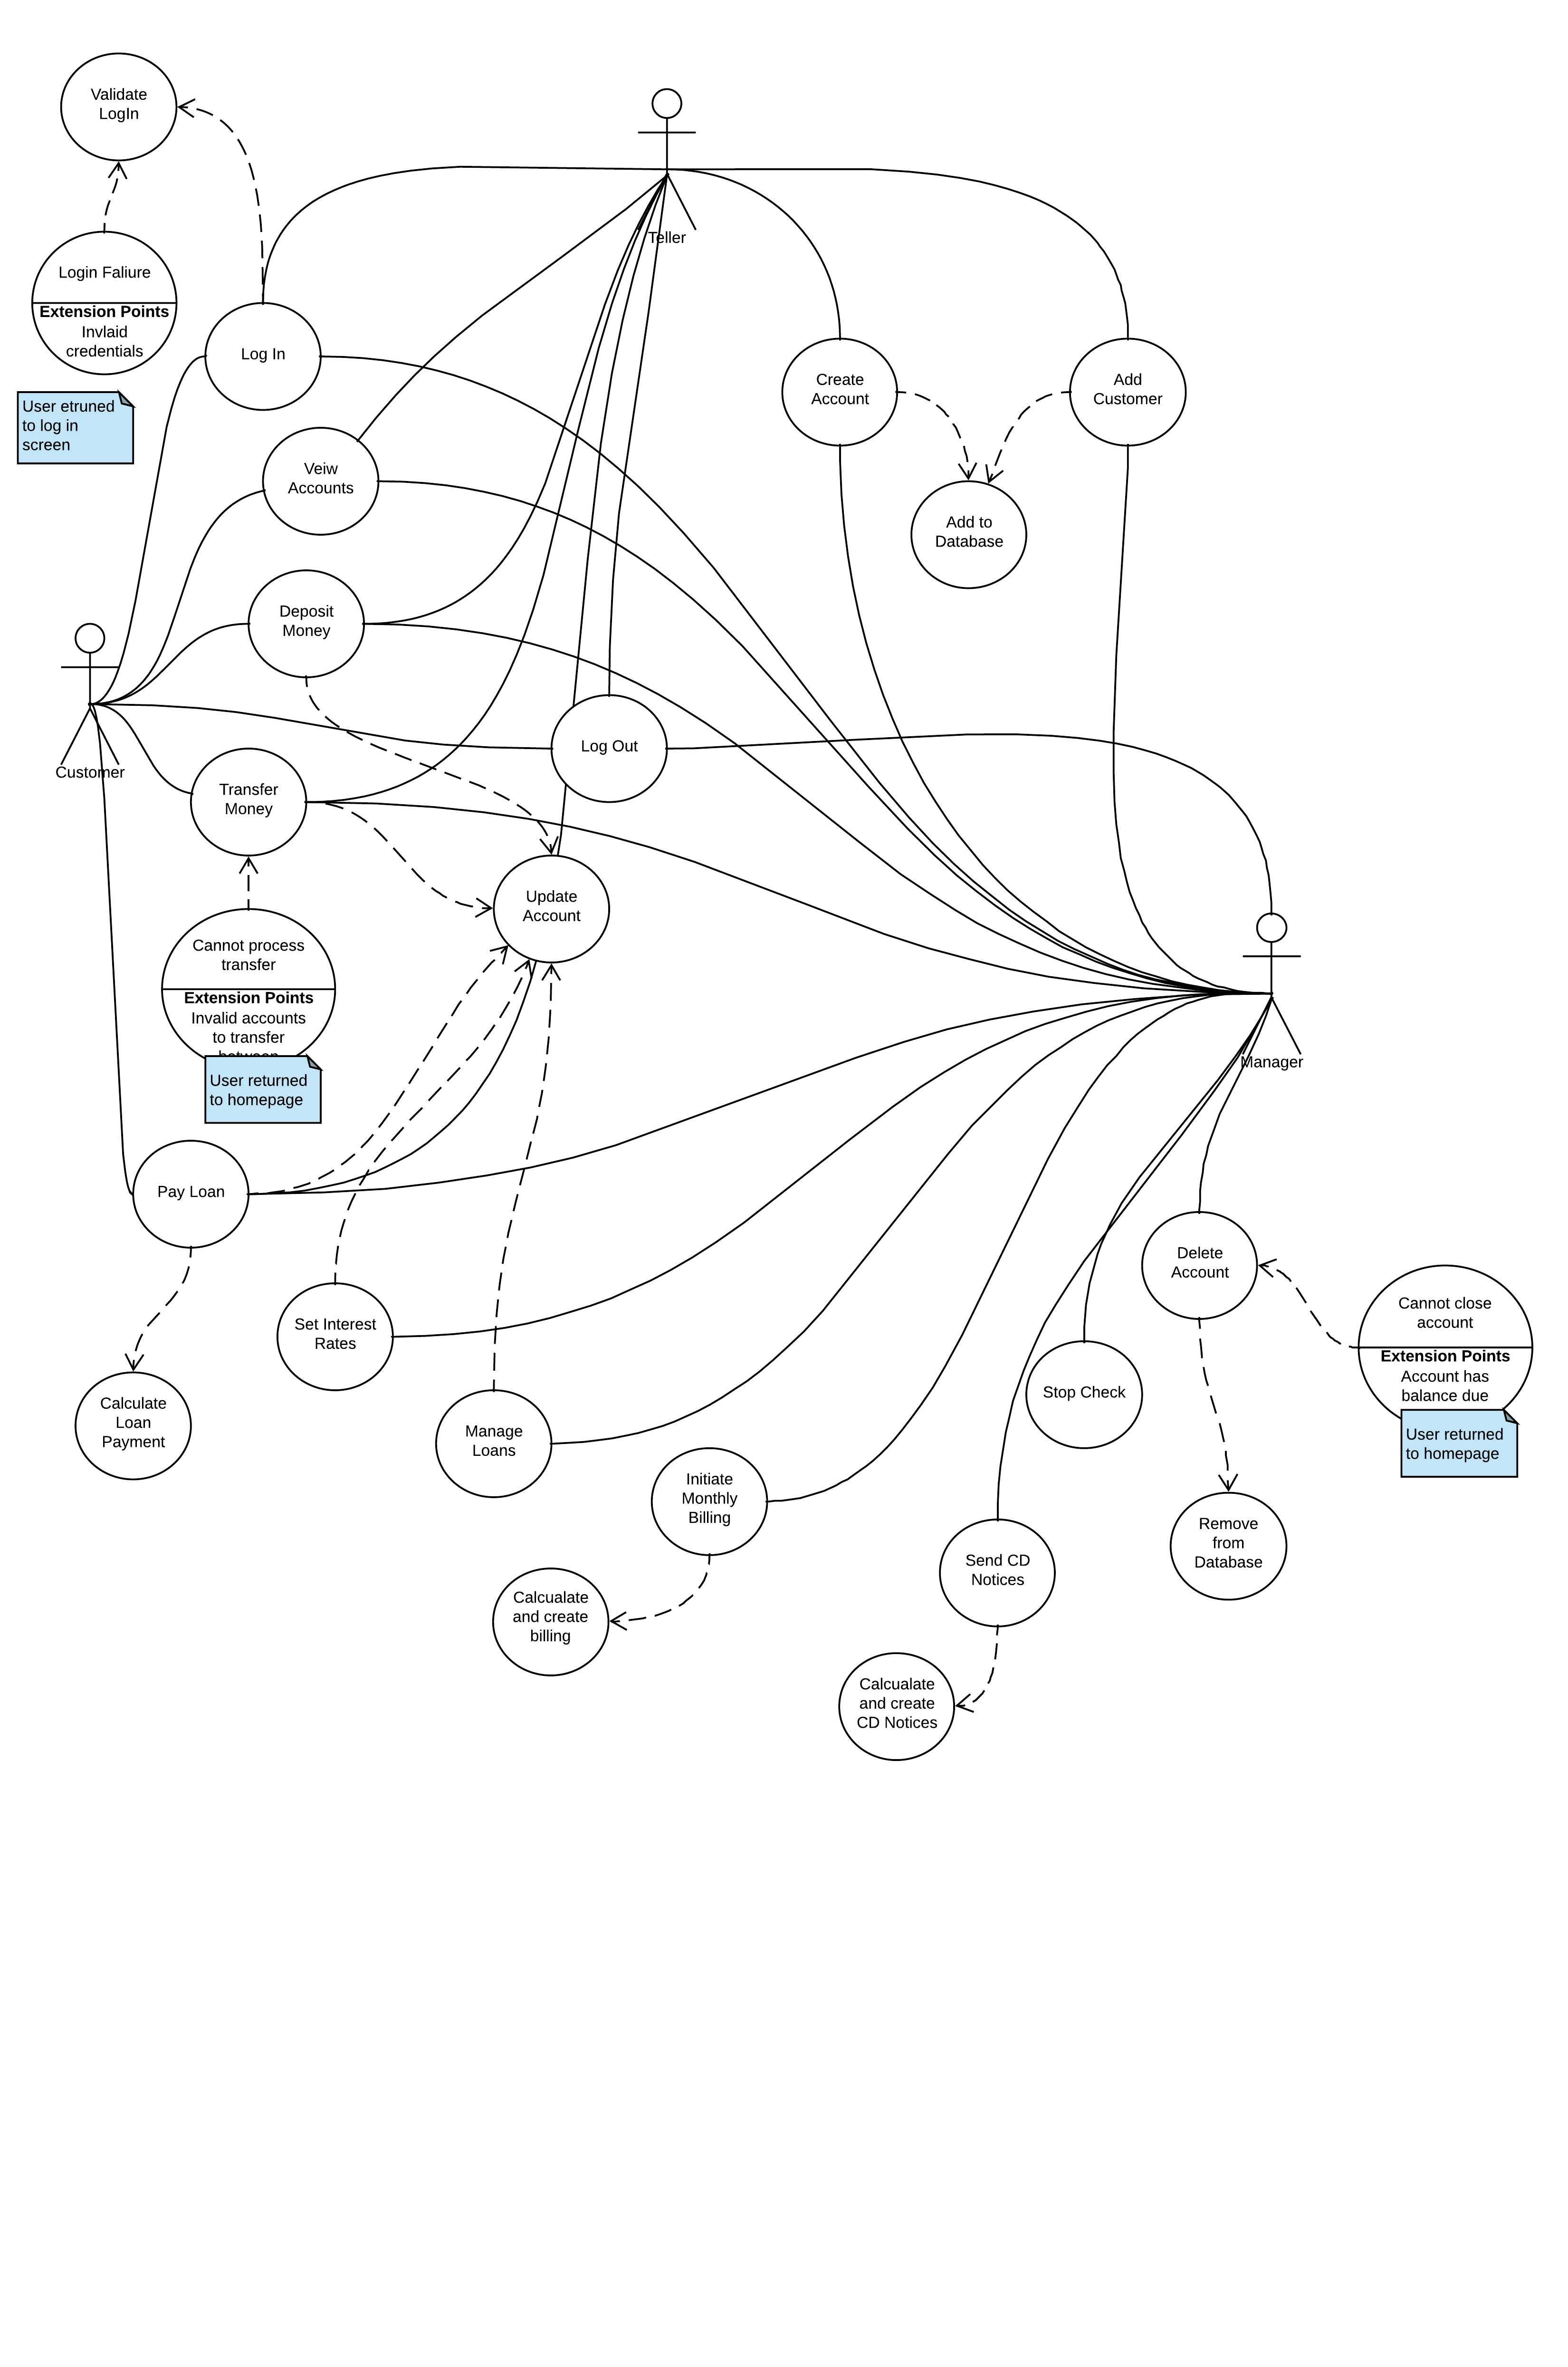 Validate
LogIn
Teller
Login Faliure
Extension Points
Invlaid
credentials
Log In
User etruned
to log in
screen
Create
Account
Add
Customer
Veiw
Accounts
Add to
Database
Deposit
Money
Customer
Log Out
Transfer
Money
Update
Account
Cannot process
transfer
Extension Points
Invalid accounts
to transfer
between
User returned
to homepage
Manager
Pay Loan
Delete
Account
Cannot close
account
Extension Points
Account has
balance due
User returned
to homepage
Set Interest
Rates
Stop Check
Calculate
Loan
Payment
Manage
Loans
Initiate
Monthly
Billing
Remove
from
Database
Send CD
Notices
Calcualate
and create
billing
Calcualate
and create
CD Notices